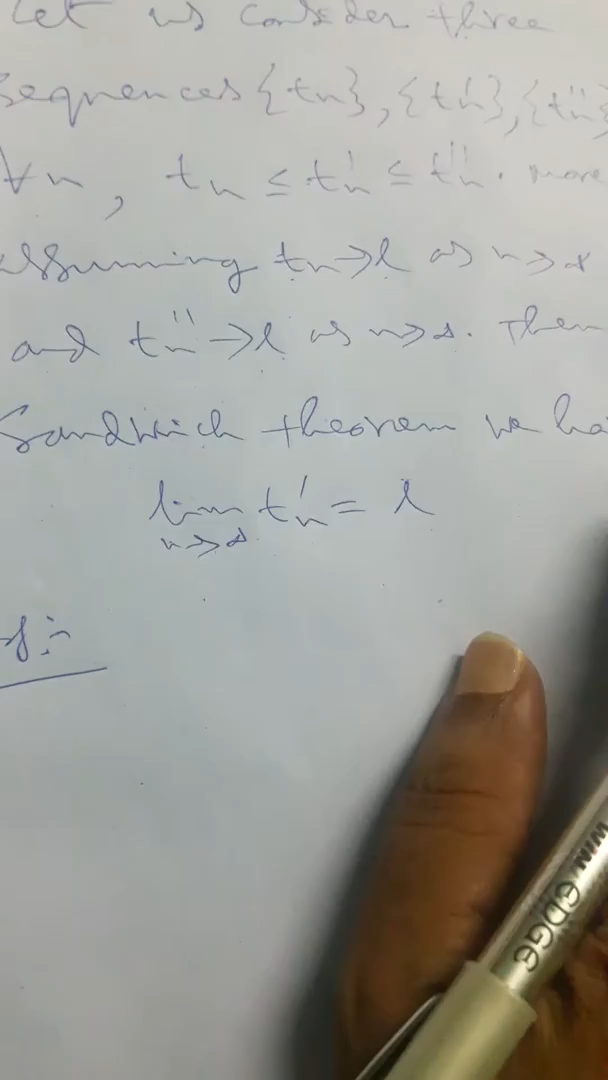 Let us consider three
sequences {tn}, {tn'}, {tn''}
∀n, tn ≤ tn' ≤ tn''. more
assuming tn→l as n→∞
and tn''→l as n→∞. Then
Sandwich theorem we ha
lim tn' = l
n→∞
f:-
WIN EDGE